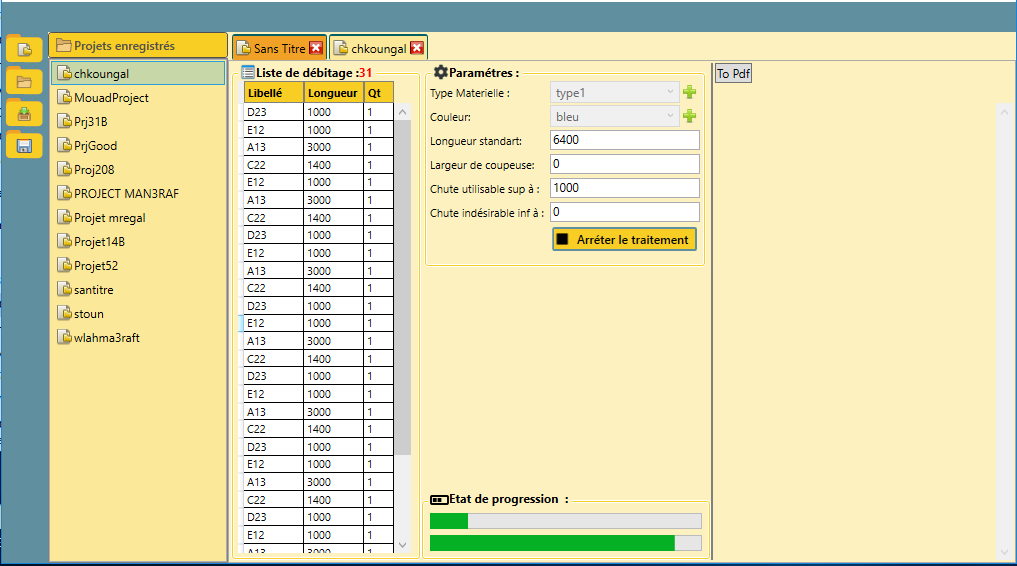 Projets enregistrés
chkoungal
MouadProject
Prj31B
PrjGood
Proj208
PROJECT MAN3RAF
Projet mregal
Projet14B
Projet52
santitre
stoun
wlahma3raft
Sans Titre
chkoungal
Liste de débitage :31
Libellé Longueur Qt
D23 1000 1
E12 1000 1
A13 3000 1
C22 1400 1
E12 1000 1
A13 3000 1
C22 1400 1
D23 1000 1
E12 1000 1
A13 3000 1
C22 1400 1
D23 1000 1
E12 1000 1
A13 3000 1
C22 1400 1
D23 1000 1
E12 1000 1
A13 3000 1
C22 1400 1
D23 1000 1
E12 1000 1
A13 3000 1
C22 1400 1
D23 1000 1
E12 1000 1
A13 3000 1
Paramétres :
Type Materielle : type1
Couleur: bleu
Longueur standart: 6400
Largeur de coupeuse: 0
Chute utilisable sup à : 1000
Chute indésirable inf à : 0
Arréter le traitement
Etat de progression :
To Pdf